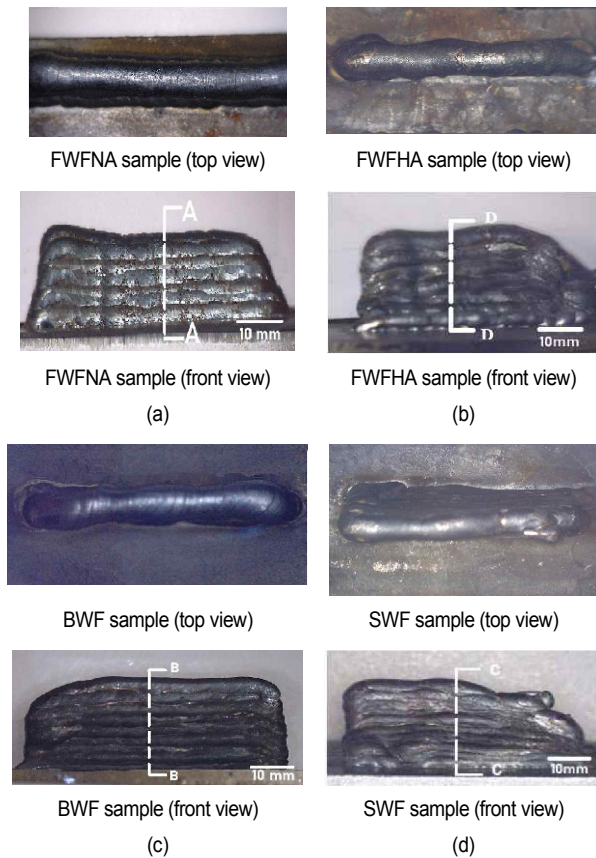 FWFNA sample (top view)
FWFHA sample (top view)
A
A
10 mm
FWFNA sample (front view)
(a)
D
D
10mm
FWFHA sample (front view)
(b)
BWF sample (top view)
SWF sample (top view)
B
B
10 mm
BWF sample (front view)
(c)
C
C
10mm
SWF sample (front view)
(d)